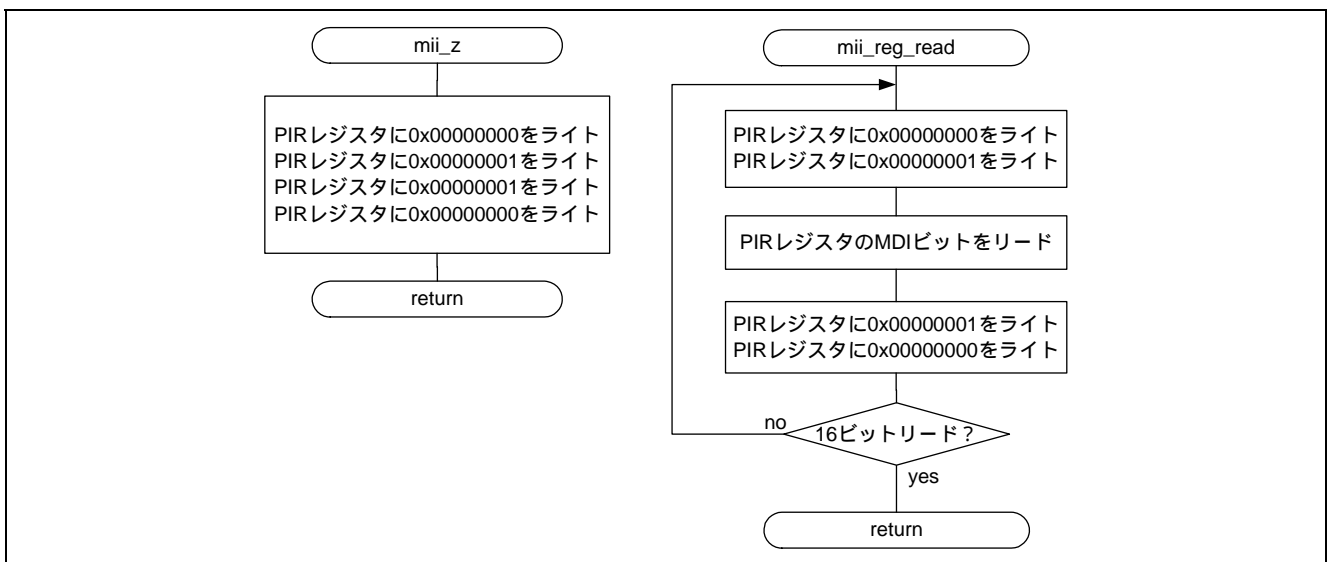 mii_z
PIRレジスタに0x00000000をライト
PIRレジスタに0x00000001をライト
PIRレジスタに0x00000001をライト
PIRレジスタに0x00000000をライト
return
mii_reg_read
PIRレジスタに0x00000000をライト
PIRレジスタに0x00000001をライト
PIRレジスタのMDIビットをリード
PIRレジスタに0x00000001をライト
PIRレジスタに0x00000000をライト
no
16ビットリード？
yes
return